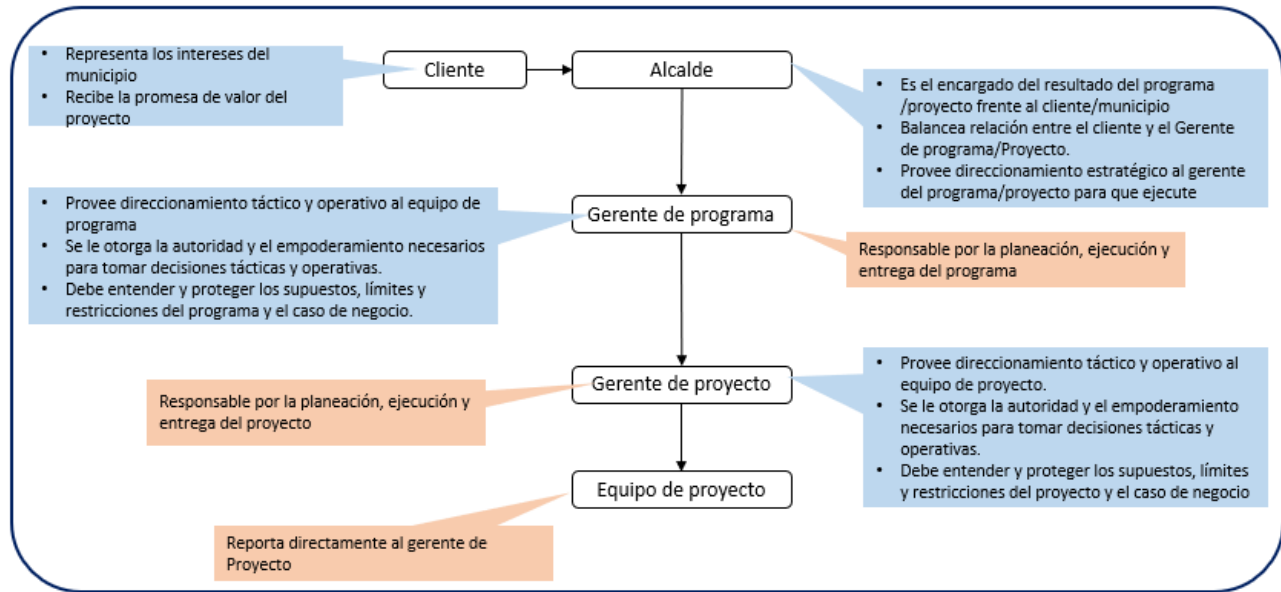 • Representa los intereses del
municipio
• Recibe la promesa de valor del
proyecto
Cliente
Alcalde
• Es el encargado del resultado del programa
/proyecto frente al cliente/municipio
• Balancea relación entre el cliente y el Gerente
de programa/Proyecto.
• Provee direccionamiento estratégico al gerente
del programa/proyecto para que ejecute
• Provee direccionamiento táctico y operativo al equipo de
programa
• Se le otorga la autoridad y el empoderamiento necesarios
para tomar decisiones tácticas y operativas.
• Debe entender y proteger los supuestos, límites y
restricciones del programa y el caso de negocio.
Gerente de programa
Responsable por la planeación, ejecución y
entrega del programa
Gerente de proyecto
Responsable por la planeación, ejecución y
entrega del proyecto
• Provee direccionamiento táctico y operativo al
equipo de proyecto.
• Se le otorga la autoridad y el empoderamiento
necesarios para tomar decisiones tácticas y
operativas.
• Debe entender y proteger los supuestos, límites
y restricciones del proyecto y el caso de negocio
Equipo de proyecto
Reporta directamente al gerente de
Proyecto